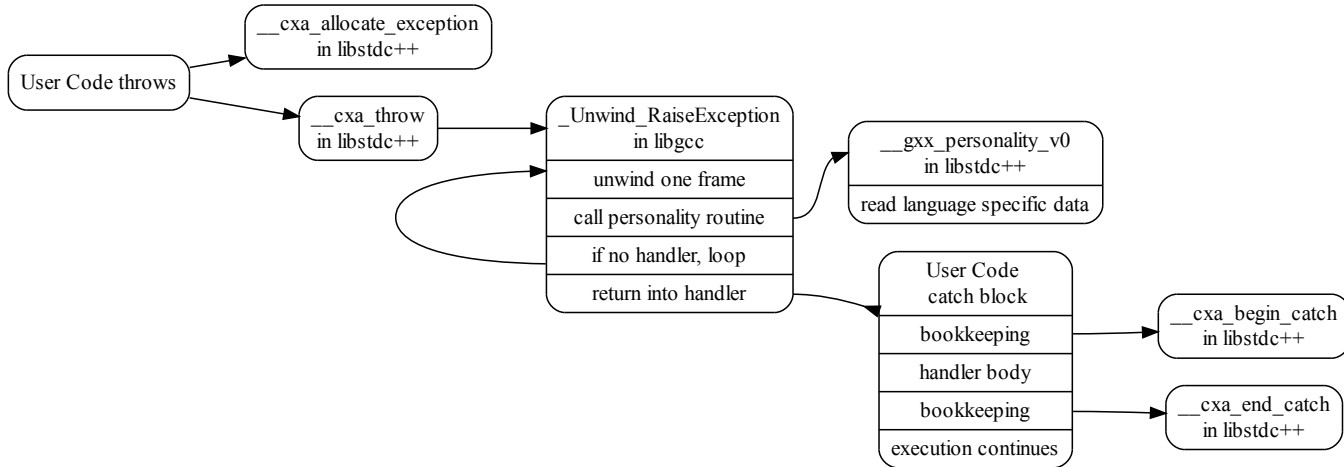 __cxa_allocate_exception
in libstdc++
User Code throws
__cxa_throw
in libstdc++
_Unwind_RaiseException
in libgcc
unwind one frame
call personality routine
if no handler, loop
return into handler
__gxx_personality_v0
in libstdc++
read language specific data
User Code
catch block
bookkeeping
handler body
bookkeeping
execution continues
__cxa_begin_catch
in libstdc++
__cxa_end_catch
in libstdc++